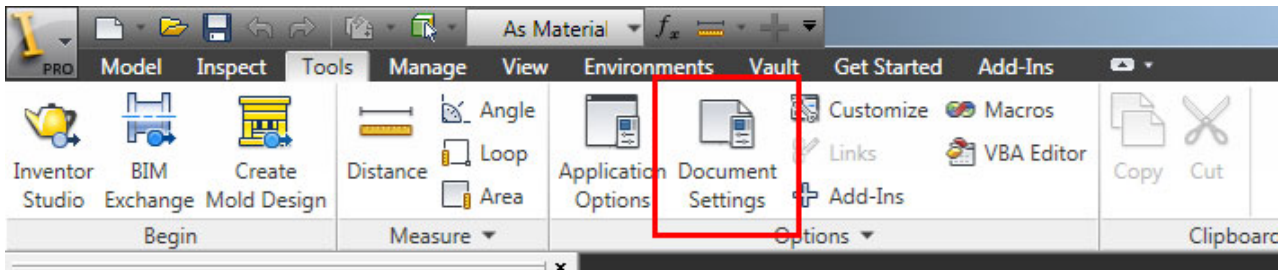 As Material fx
PRO Model Inspect Tools Manage View Environments Vault Get Started Add-Ins
Inventor Studio
BIM Exchange
Create Mold Design
Distance
Angle
Loop
Area
Application Options
Document Settings
Customize
Links
Add-Ins
Macros
VBA Editor
Copy
Cut
Begin
Measure
Options
Clipboard